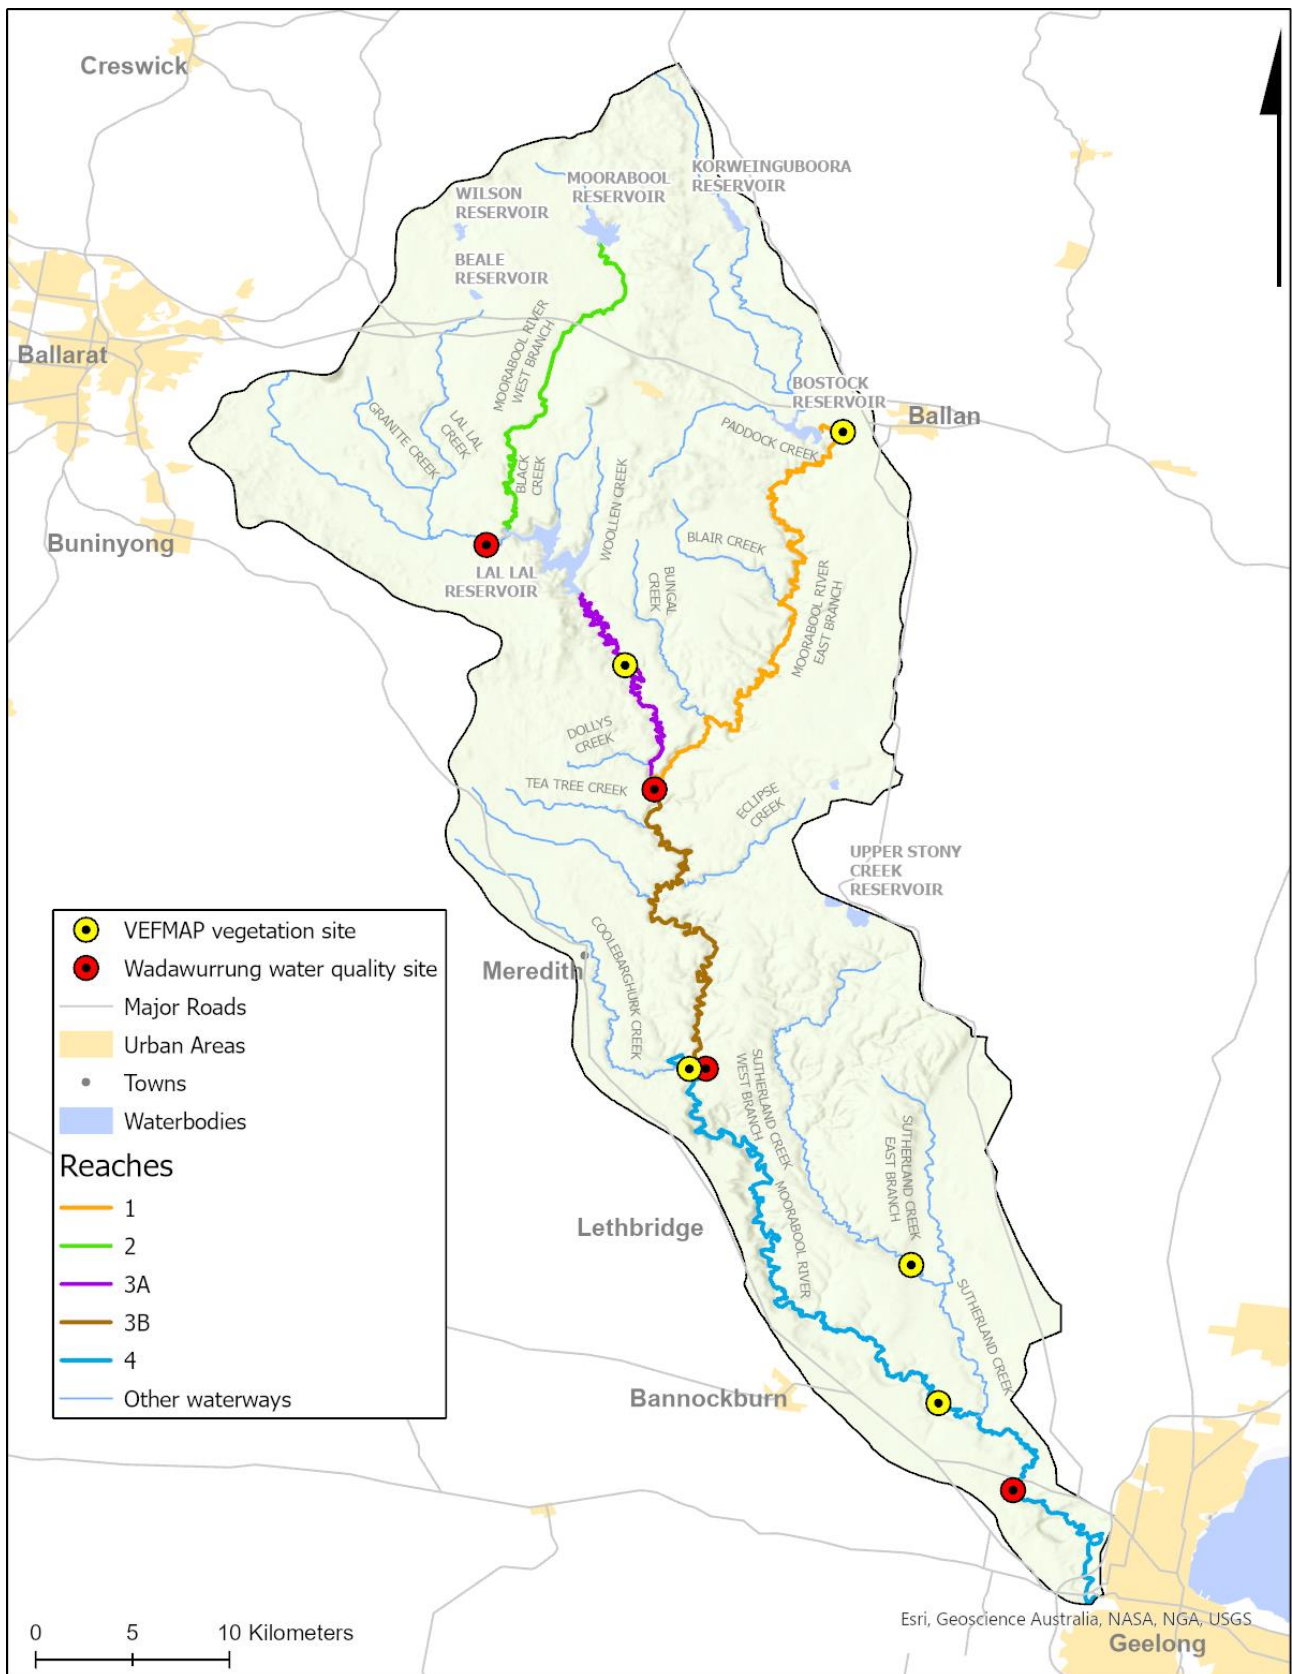 Creswick
KORWEINGUBOORA
RESERVOIR
MOORABOOL
RESERVOIR
WILSON
RESERVOIR
BEALE
RESERVOIR
MOORABOOL RIVER
WEST BRANCH
Ballarat
BOSTOCK
RESERVOIR
Ballan
GRANITE CREEK
LAL LAL
CREEK
PADDOCK CREEK
BLACK
CREEK
WOOLLEN CREEK
Buninyong
BLAIR CREEK
LAL LAL
RESERVOIR
BUNGAL
CREEK
MOORABOOL RIVER
EAST BRANCH
DOLLYS
CREEK
TEA TREE CREEK
ECLIPSE
CREEK
UPPER STONY
CREEK
RESERVOIR
COOLEBARGHURK CREEK
Meredith
SUTHERLAND CREEK
WEST BRANCH
SUTHERLAND CREEK
EAST BRANCH
MOORABOOL RIVER
Lethbridge
SUTHERLAND CREEK
Bannockburn
VEFMAP vegetation site
Wadawurrung water quality site
Major Roads
Urban Areas
Towns
Waterbodies
Reaches
1
2
3A
3B
4
Other waterways
0 5 10 Kilometers
Esri, Geoscience Australia, NASA, NGA, USGS
Geelong